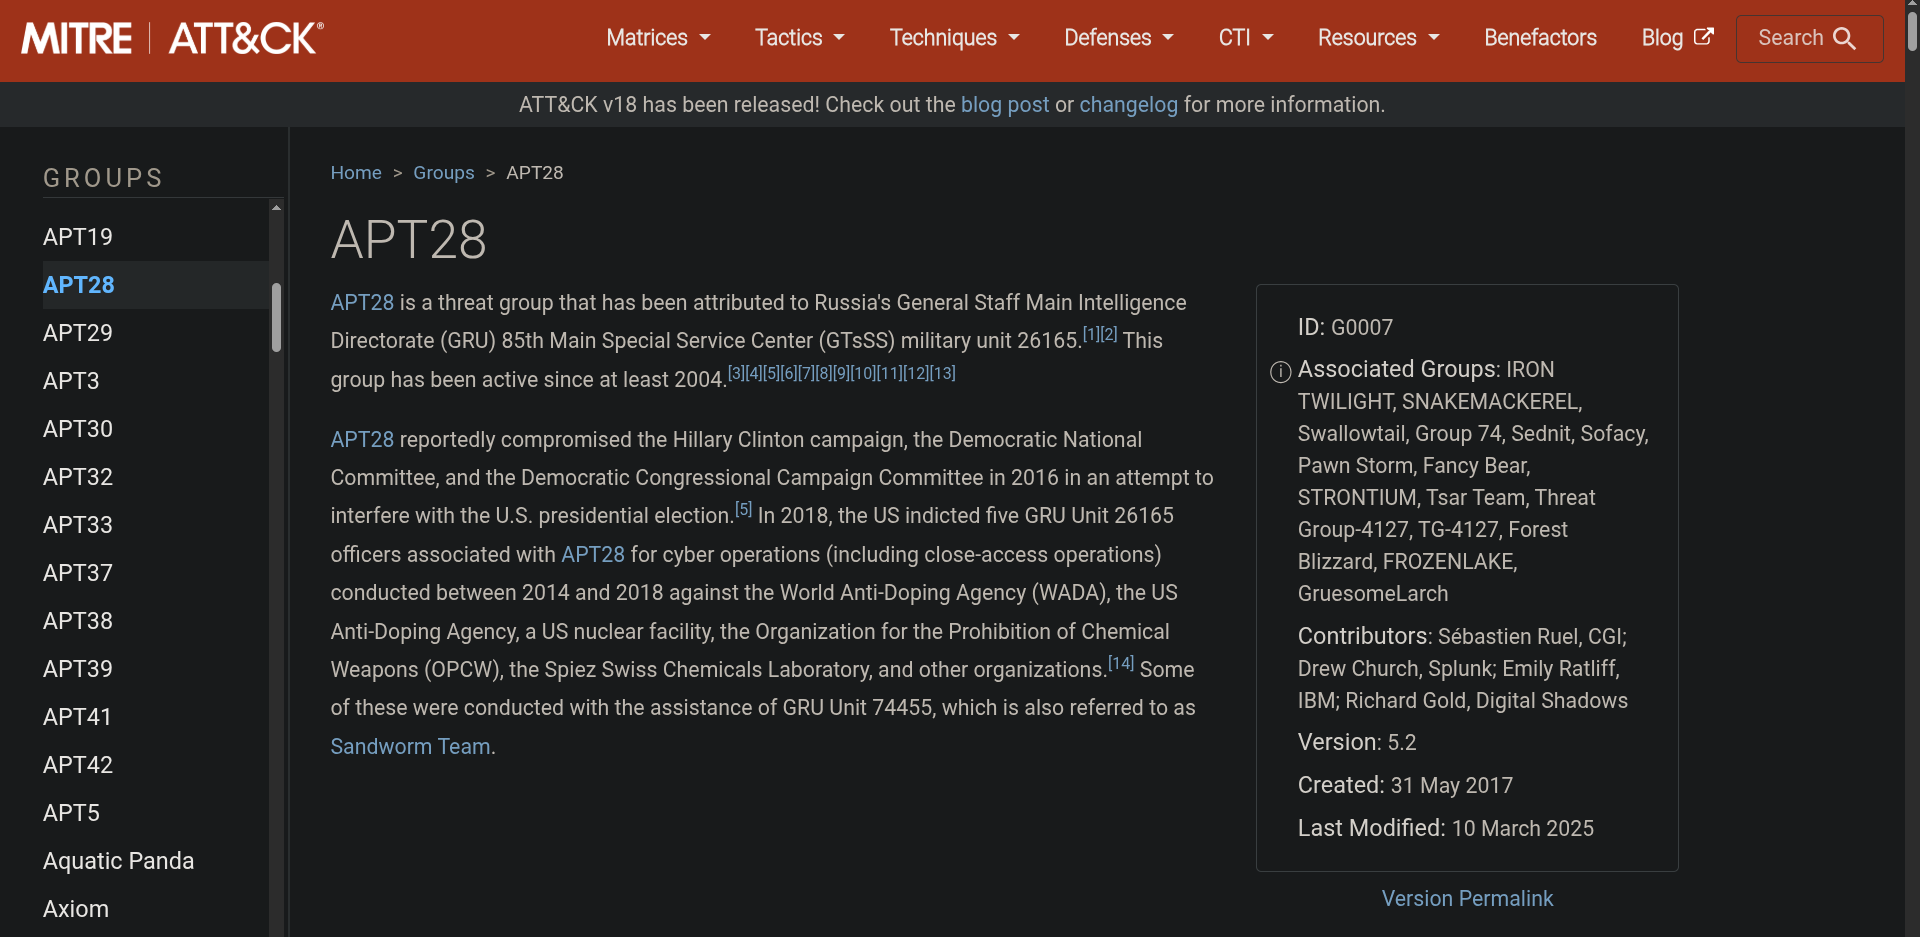 MITRE | ATT&CK®
Matrices
Tactics
Techniques
Defenses
CTI
Resources
Benefactors
Blog
Search
ATT&CK v18 has been released! Check out the blog post or changelog for more information.
GROUPS
APT19
APT28
APT29
APT3
APT30
APT32
APT33
APT37
APT38
APT39
APT41
APT42
APT5
Aquatic Panda
Axiom
Home > Groups > APT28
APT28
APT28 is a threat group that has been attributed to Russia's General Staff Main Intelligence
Directorate (GRU) 85th Main Special Service Center (GTsSS) military unit 26165.[1][2] This
group has been active since at least 2004.[3][4][5][6][7][8][9][10][11][12][13]
APT28 reportedly compromised the Hillary Clinton campaign, the Democratic National
Committee, and the Democratic Congressional Campaign Committee in 2016 in an attempt to
interfere with the U.S. presidential election.[5] In 2018, the US indicted five GRU Unit 26165
officers associated with APT28 for cyber operations (including close-access operations)
conducted between 2014 and 2018 against the World Anti-Doping Agency (WADA), the US
Anti-Doping Agency, a US nuclear facility, the Organization for the Prohibition of Chemical
Weapons (OPCW), the Spiez Swiss Chemicals Laboratory, and other organizations.[14] Some
of these were conducted with the assistance of GRU Unit 74455, which is also referred to as
Sandworm Team.
ID: G0007
Associated Groups: IRON
TWILIGHT, SNAKEMACKEREL,
Swallowtail, Group 74, Sednit, Sofacy,
Pawn Storm, Fancy Bear,
STRONTIUM, Tsar Team, Threat
Group-4127, TG-4127, Forest
Blizzard, FROZENLAKE,
GruesomeLarch
Contributors: Sébastien Ruel, CGI;
Drew Church, Splunk; Emily Ratliff,
IBM; Richard Gold, Digital Shadows
Version: 5.2
Created: 31 May 2017
Last Modified: 10 March 2025
Version Permalink